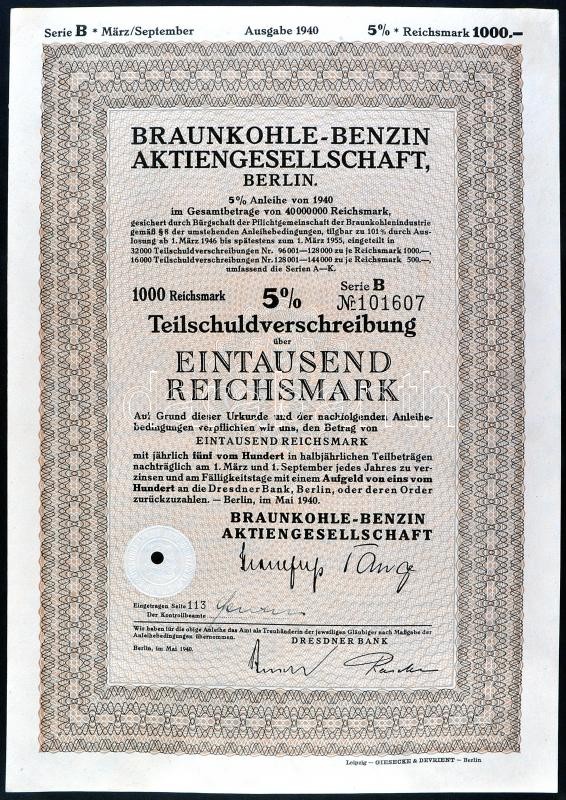 Serie B * März/September Ausgabe 1940 5% * Reichsmark 1000.—
BRAUNKOHLE-BENZIN
AKTIENGESELLSCHAFT,
BERLIN.
5% Anleihe von 1940
im Gesamtbetrage von 40000000 Reichsmark,
gesichert durch Bürgschaft der Pflichtgemeinschaft der Braunkohlenindustrie
gemäß §8 der umstehenden Anleihebedingungen, tilgbar zu 101% durch Aus-
losung ab 1. März 1946 bis spätestens zum 1. März 1955, eingeteilt in
32000 Teilschuldverschreibungen Nr. 96001—128000 zu je Reichsmark 1000.—,
16000 Teilschuldverschreibungen Nr. 128001—144000 zu je Reichsmark 500.—,
umfassend die Serien A—K.
1000 Reichsmark 5% Serie B
№ 101607
Teilschuldverschreibung
über
EINTAUSEND
REICHSMARK
Auf Grund dieser Urkunde und der nachfolgenden Anleihe-
bedingungen verpflichten wir uns, den Betrag von
EINTAUSEND REICHSMARK
mit jährlich fünf vom Hundert in halbjährlichen Teilbeträgen
nachträglich am 1. März und 1. September jedes Jahres zu ver-
zinsen und am Fälligkeitstage mit einem Aufgeld von eins vom
Hundert an die Dresdner Bank, Berlin, oder deren Order
zurückzuzahlen. — Berlin, im Mai 1940.
BRAUNKOHLE-BENZIN
AKTIENGESELLSCHAFT
Eingetragen Seite 113
Der Kontrollbeamte
Wir haben für die obige Anleihe das Amt als Treuhänderin der jeweiligen Gläubiger nach Maßgabe der
Anleihebedingungen übernommen.
DRESDNER BANK
Berlin, im Mai 1940.
Leipzig — GIESECKE & DEVRIENT — Berlin